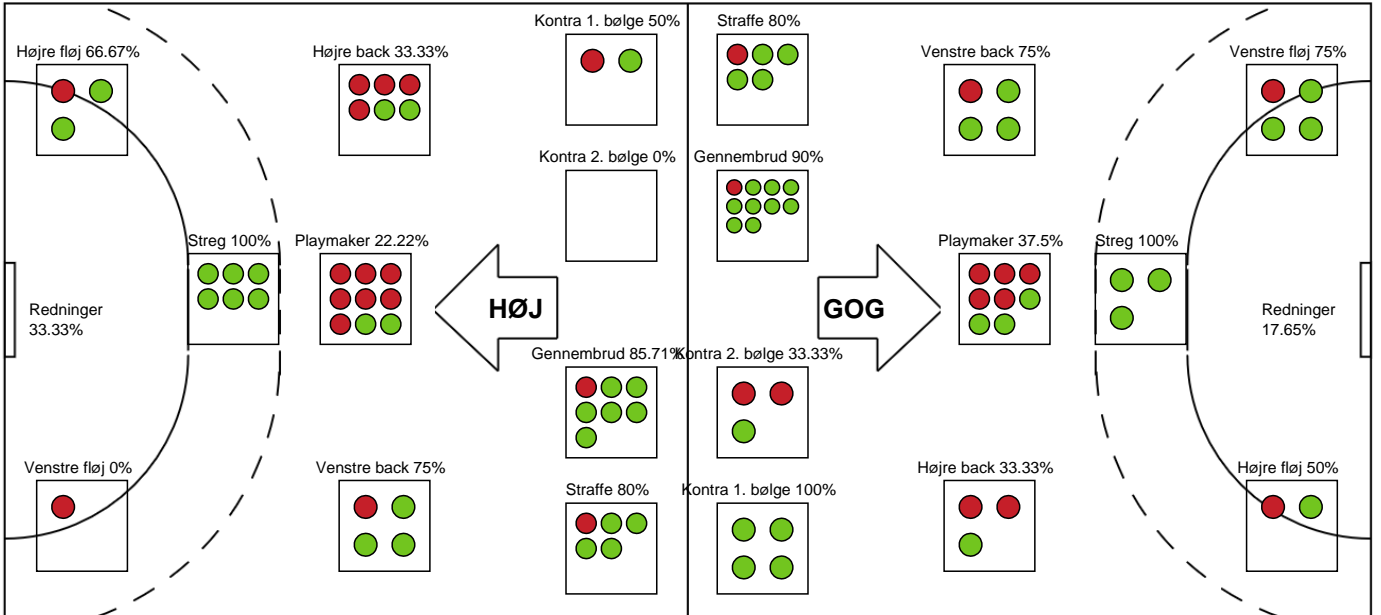 Kontra 1. bølge 50%
Straffe 80%
Højre fløj 66.67%
Højre back 33.33%
Venstre back 75%
Venstre fløj 75%
Kontra 2. bølge 0%
Gennembrud 90%
Streg 100%
Playmaker 22.22%
Playmaker 37.5%
Streg 100%
Redninger
33.33%
HØJ
GOG
Redninger
17.65%
Gennembrud 85.71%
Kontra 2. bølge 33.33%
Venstre fløj 0%
Venstre back 75%
Straffe 80%
Kontra 1. bølge 100%
Højre back 33.33%
Højre fløj 50%